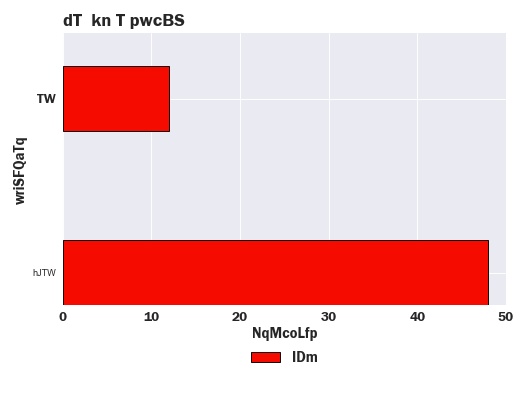 dT  kn T pwcBS
TW
hJTW
wriSFQaTq
0 10 20 30 40 50
NqMcoLfp
IDm